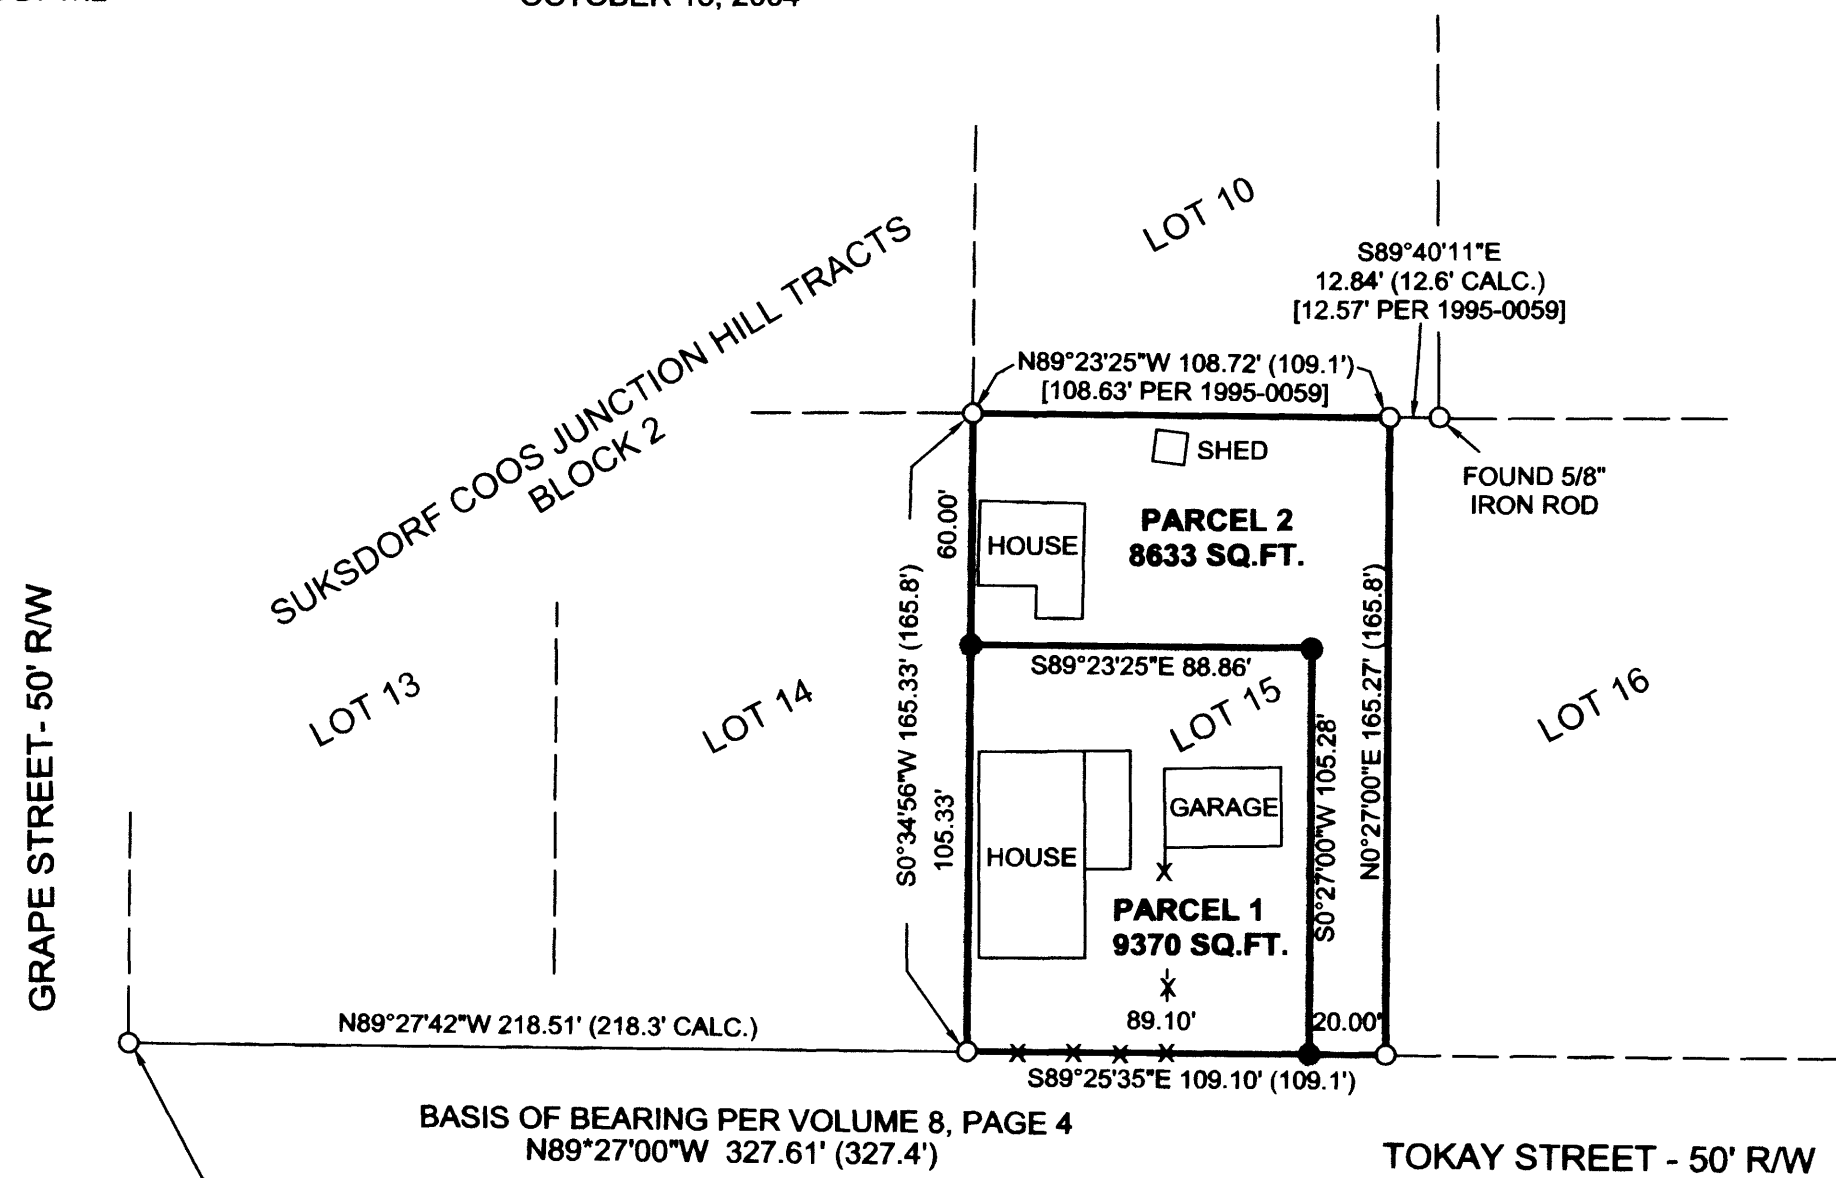 OCTOBER
S89°40'11"E
12.84' (12.6' CALC.)
[12.57' PER 1995-0059]
LOT 10
SUKSDORF COOS JUNCTION HILL TRACTS
BLOCK 2
N89°23'25"W 108.72' (109.1')
[108.63' PER 1995-0059]
SHED
FOUND 5/8"
IRON ROD
60.00'
HOUSE
PARCEL 2
8633 SQ.FT.
S0°34'56"W 165.33' (165.8')
N0°27'00"E 165.27' (165.8')
GRAPE STREET - 50' R/W
LOT 13
LOT 14
S89°23'25"E 88.86'
LOT 15
LOT 16
105.33'
S0°27'00"W 105.28'
HOUSE
GARAGE
PARCEL 1
9370 SQ.FT.
89.10'
20.00'
N89°27'42"W 218.51' (218.3' CALC.)
S89°25'35"E 109.10' (109.1')
BASIS OF BEARING PER VOLUME 8, PAGE 4
N89*27'00"W 327.61' (327.4')
TOKAY STREET - 50' R/W